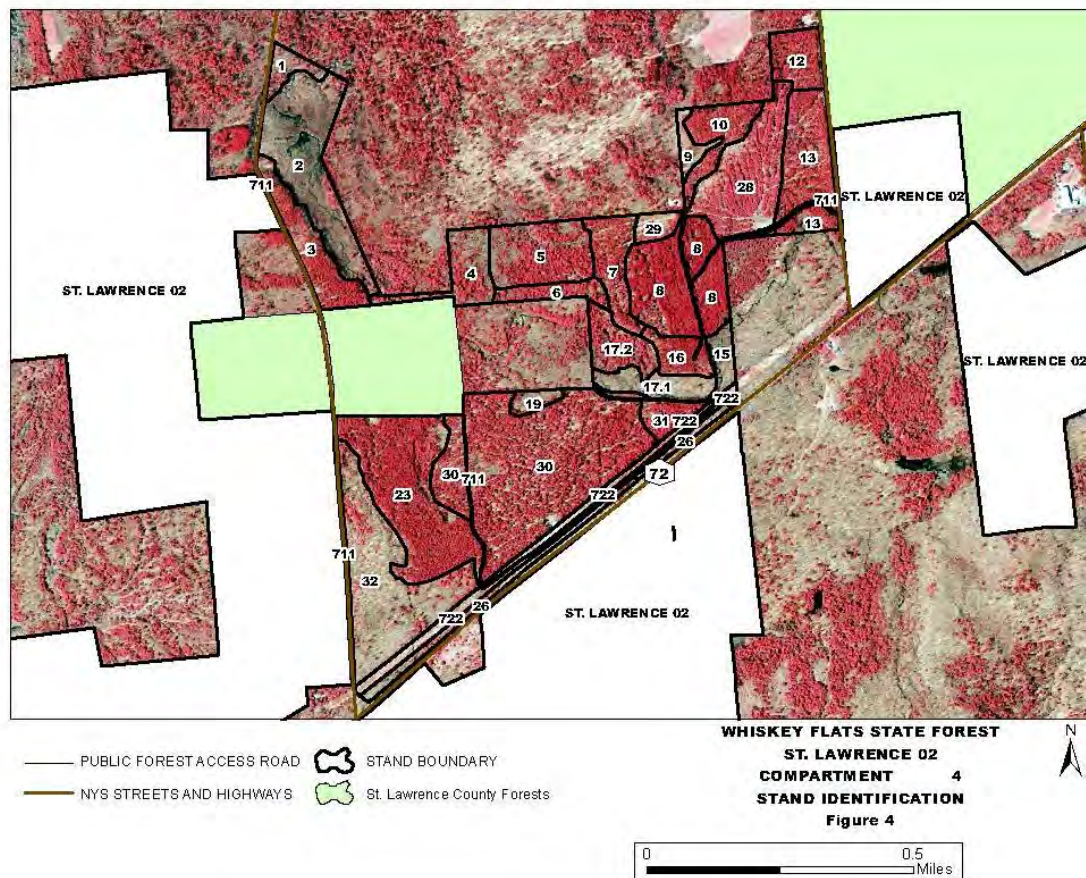 12
1
10
9
2
13
28
ST. LAWRENCE 02
711
711
13
29
8
3
7
5
4
8
8
6
ST. LAWRENCE 02
17.2
16
15
ST. LAWRENCE 02
17.1
722
19
31 722
26
30
30
711
72
23
722
711
32
26
722
ST. LAWRENCE 02
PUBLIC FOREST ACCESS ROAD
STAND BOUNDARY
NYS STREETS AND HIGHWAYS
St. Lawrence County Forests
WHISKEY FLATS STATE FOREST
ST. LAWRENCE 02
COMPARTMENT 4
STAND IDENTIFICATION
Figure 4
N
0 0.5
Miles